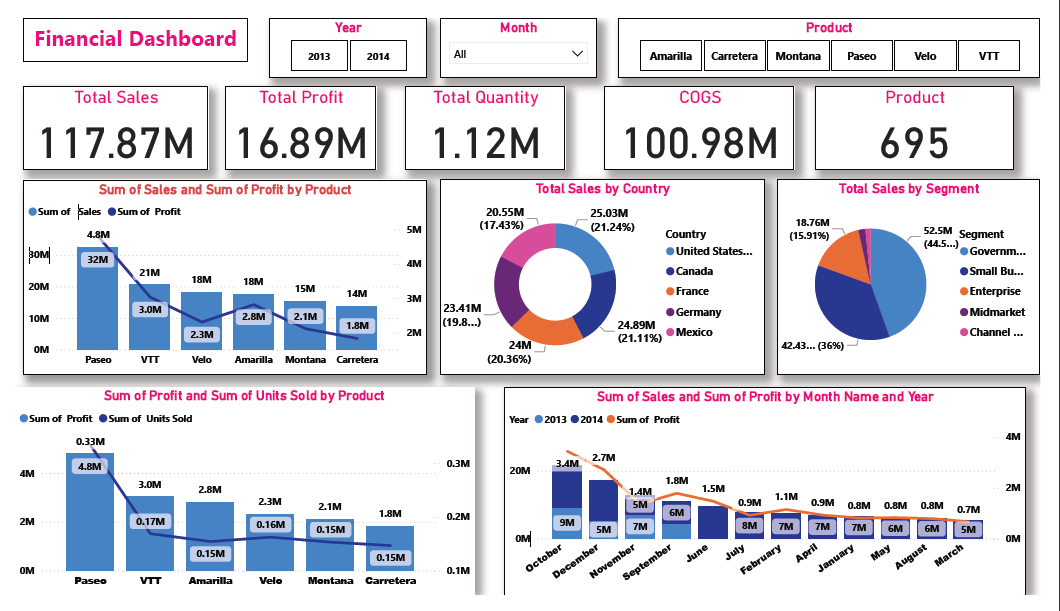 Financial Dashboard
Year
2013
2014
Month
All
Product
Amarilla
Carretera
Montana
Paseo
Velo
VTT
Total Sales
117.87M
Total Profit
16.89M
Total Quantity
1.12M
COGS
100.98M
Product
695
Sum of Sales and Sum of Profit by Product
Sum of Sales
Sum of Profit
4.8M
32M
21M
3.0M
18M
2.3M
18M
2.8M
15M
2.1M
14M
1.8M
30M
20M
10M
0M
5M
4M
3M
2M
Paseo
VTT
Velo
Amarilla
Montana
Carretera
Total Sales by Country
20.55M
(17.43%)
25.03M
(21.24%)
23.41M
(19.8...)
24M
(20.36%)
24.89M
(21.11%)
Country
United States...
Canada
France
Germany
Mexico
Total Sales by Segment
18.76M
(15.91%)
52.5M
(44.5...)
42.43... (36%)
Segment
Governm...
Small Bu...
Enterprise
Midmarket
Channel ...
Sum of Profit and Sum of Units Sold by Product
Sum of Profit
Sum of Units Sold
0.33M
4.8M
3.0M
0.17M
2.8M
0.15M
2.3M
0.16M
2.1M
0.15M
1.8M
0.15M
4M
2M
0M
0.3M
0.2M
0.1M
Paseo
VTT
Amarilla
Velo
Montana
Carretera
Sum of Sales and Sum of Profit by Month Name and Year
Year
2013
2014
Sum of Profit
3.4M
2.7M
1.4M
1.8M
1.5M
0.9M
1.1M
0.9M
0.8M
0.8M
0.8M
0.7M
9M
5M
5M
7M
6M
8M
7M
7M
7M
6M
6M
5M
20M
0M
4M
2M
0M
October
December
November
September
June
July
February
April
January
May
August
March